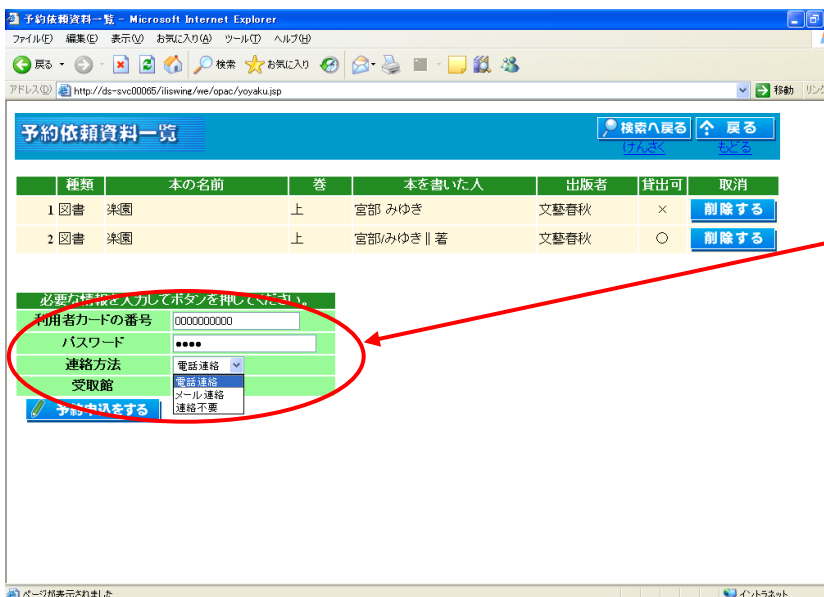 予約依頼資料一覧 - Microsoft Internet Explorer
ファイル(F) 編集(E) 表示(V) お気に入り(A) ツール(T) ヘルプ(H)
戻る 検索 お気に入り
アドレス(D) http://ds-svc00065/iliswing/we/opac/yoyaku.jsp 移動 リンク
予約依頼資料一覧 検索へ戻る 戻る
けんさく もどる
種類 本の名前 巻 本を書いた人 出版者 貸出可 取消
1 図書 楽園 上 宮部 みゆき 文藝春秋 × 削除する
2 図書 楽園 上 宮部/みゆき∥著 文藝春秋 ○ 削除する
必要な情報を入力してボタンを押してください。
利用者カードの番号 0000000000
パスワード ●●●●
連絡方法 電話連絡
受取館 電話連絡
メール連絡
連絡不要
予約申込をする
ページが表示されました イントラネット